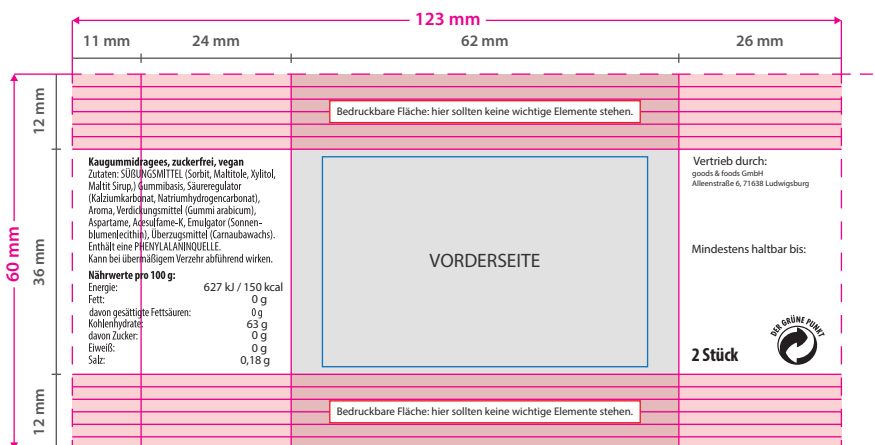 123 mm
11 mm
24 mm
62 mm
26 mm
12 mm
Bedruckbare Fläche: hier sollten keine wichtige Elemente stehen.
60 mm
36 mm
Kaugummidragees, zuckerfrei, vegan
Zutaten: SÜßUNGSMITTEL (Sorbit, Maltitole, Xylitol,
Maltit Sirup,) Gummibasis, Säureregulator
(Kalziumkarbonat, Natriumhydrogencarbonat),
Aroma, Verdickungsmittel (Gummi arabicum),
Aspartame, Acesulfame-K, Emulgator (Sonnen-
blumenlecithin), Überzugsmittel (Carnaubawachs).
Enthält eine PHENYLALANINQUELLE.
Kann bei übermäßigem Verzehr abführend wirken.
Nährwerte pro 100 g:
Energie: 627 kJ / 150 kcal
Fett: 0 g
davon gesättigte Fettsäuren: 0 g
Kohlenhydrate: 63 g
davon Zucker: 0 g
Eiweiß: 0 g
Salz: 0,18 g
VORDERSEITE
Vertrieb durch:
goods & foods GmbH
Alleenstraße 6, 71638 Ludwigsburg
Mindestens haltbar bis:
2 Stück
DER GRÜNE PUNKT
12 mm
Bedruckbare Fläche: hier sollten keine wichtige Elemente stehen.